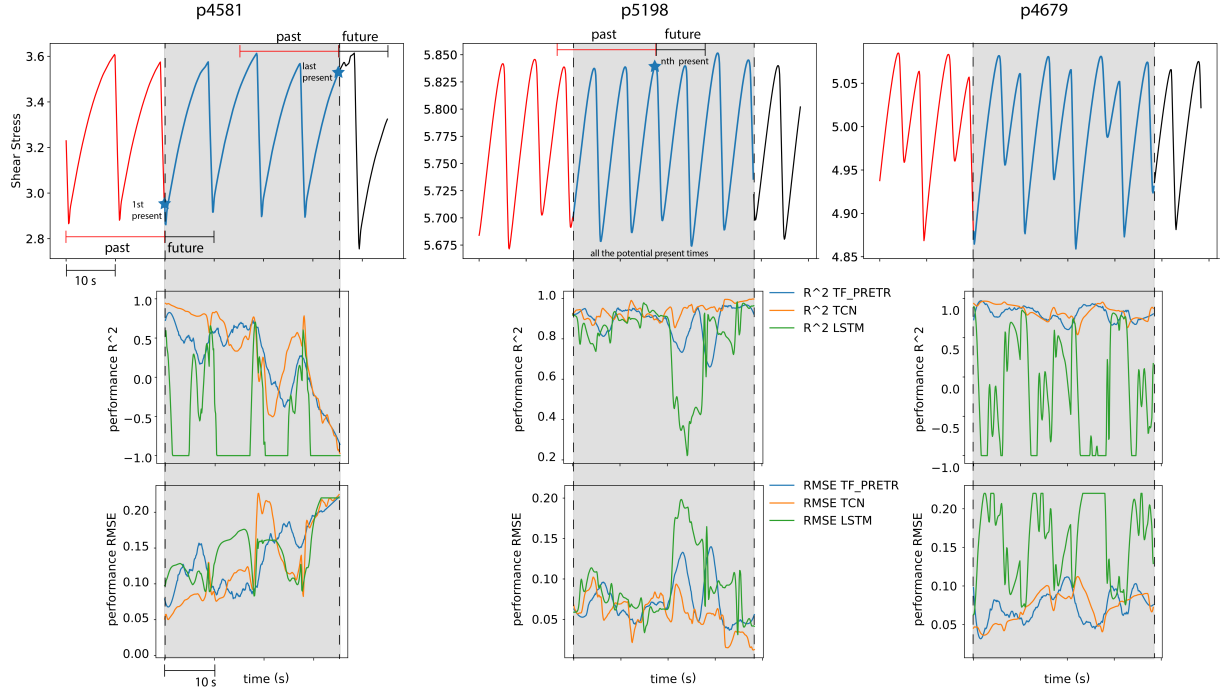 p4581 p5198 p4679
past future past future
3.6 5.850
last present nth present
3.4 5.825 5.05
5.800
3.2 5.775 5.00
Shear Stress
5.750
3.0 1st present 5.725 4.95
5.700 4.90
2.8 past future 5.675 all the potential present times 4.85
10 s
1.0 1.0 R^2 TF_PRETR 1.0
R^2 TCN
0.5 0.8 R^2 LSTM 0.5
performance R^2 performance R^2 performance R^2
0.0 0.6 0.0
−0.5 0.4 −0.5
−1.0 0.2 −1.0
0.20 0.20 RMSE TF_PRETR 0.20
RMSE TCN
0.15 0.15 RMSE LSTM 0.15
performance RMSE performance RMSE performance RMSE
0.10 0.10 0.10
0.05 0.05 0.05
0.00
10 s time (s) time (s) time (s)